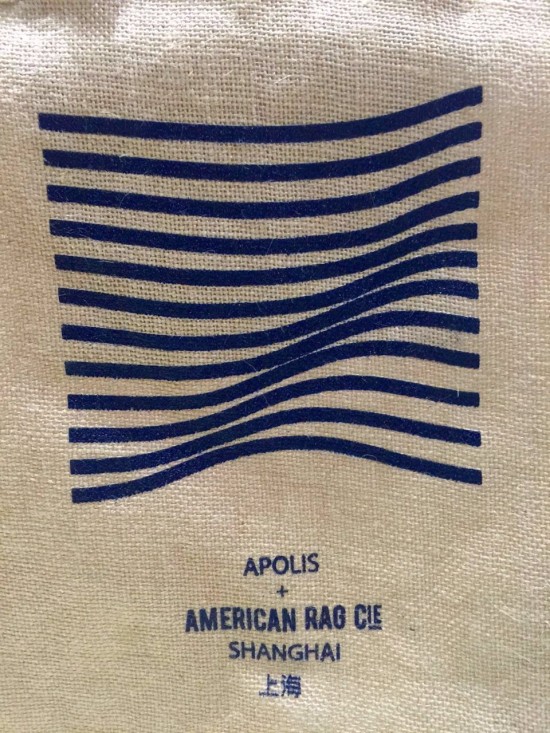 APOLIS
+
AMERICAN RAG CIE
SHANGHAI
上海